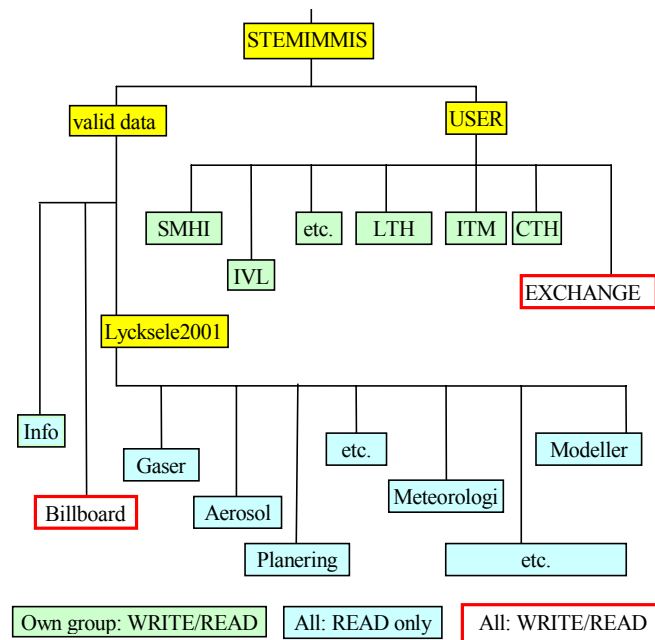 STEMIMMIS
valid data
USER
SMHI
etc.
LTH
ITM
CTH
IVL
EXCHANGE
Lycksele2001
Info
Gaser
etc.
Modeller
Billboard
Aerosol
Meteorologi
Planering
etc.
Own group: WRITE/READ
All: READ only
All: WRITE/READ